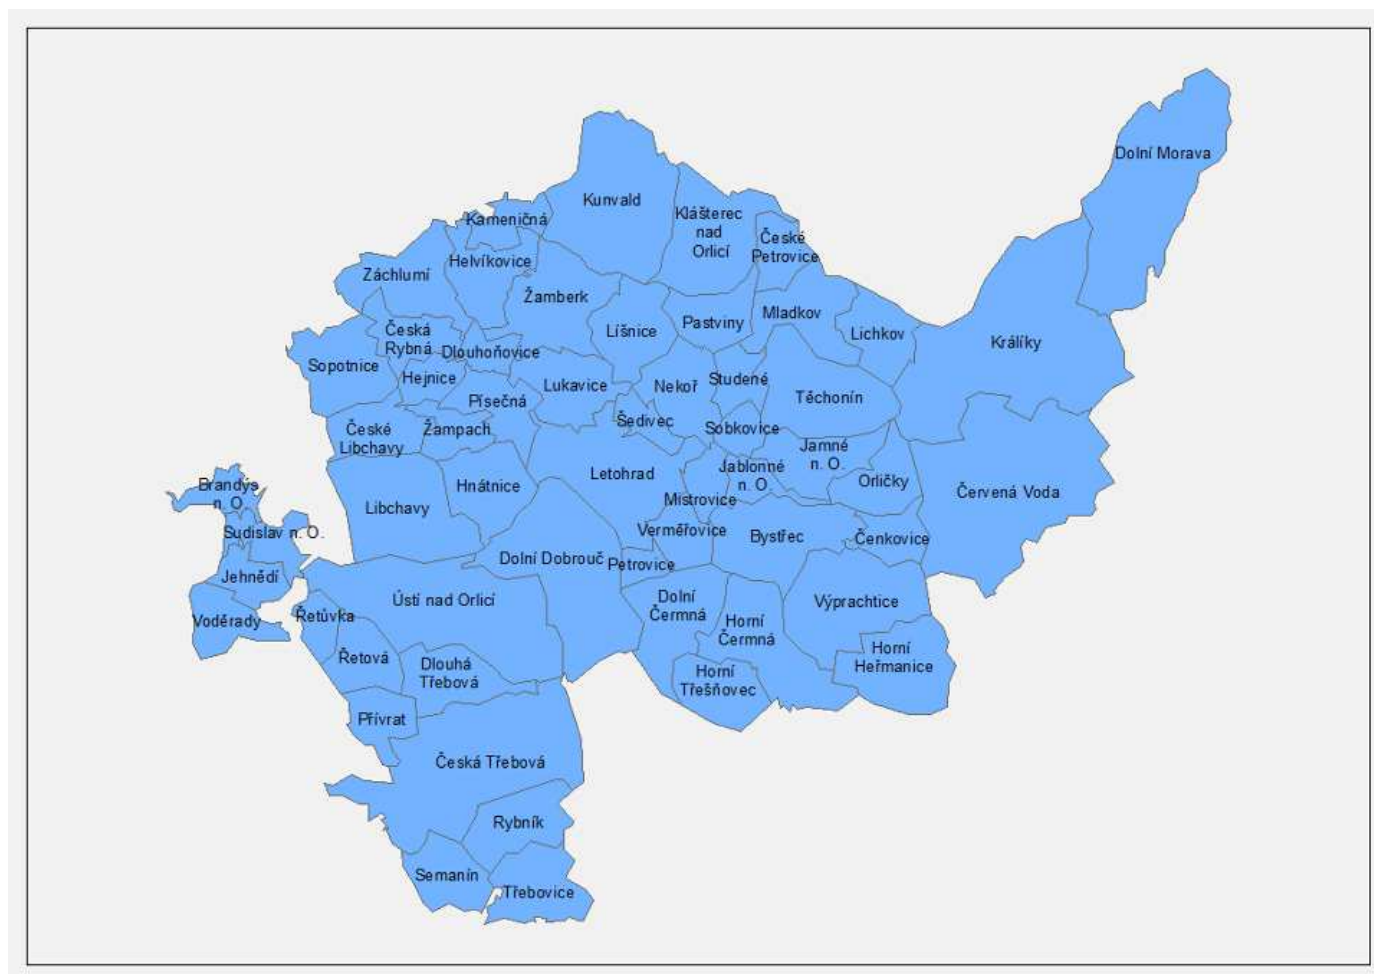 Dolní Morava
Kunvald
Kameničná
Klášterec
nad
Orlicí
České
Petrovice
Helvíkovice
Záchlumí
Žamberk
Mladkov
Pastviny
Líšnice
Lichkov
Králíky
Česká
Rybná
Dlouhoňovice
Sopotnice
Hejnice
Lukavice
Nekoř
Studené
Těchonín
Písečná
Šedivec
Sobkovice
České
Libchavy
Žampach
Jamné
n. O.
Letohrad
Jablonné
n. O.
Orličky
Hnátnice
Brandýs
n. O.
Červená Voda
Mistrovice
Libchavy
Sudislav n. O.
Verměřovice
Bystřec
Čenkovice
Dolní Dobrouč
Petrovice
Jehnědí
Ústí nad Orlicí
Dolní
Čermná
Výprachtice
Voděrady
Řetůvka
Horní
Čermná
Řetová
Dlouhá
Třebová
Horní
Heřmanice
Horní
Třešňovec
Přívrat
Česká Třebová
Rybník
Semanín
Třebovice